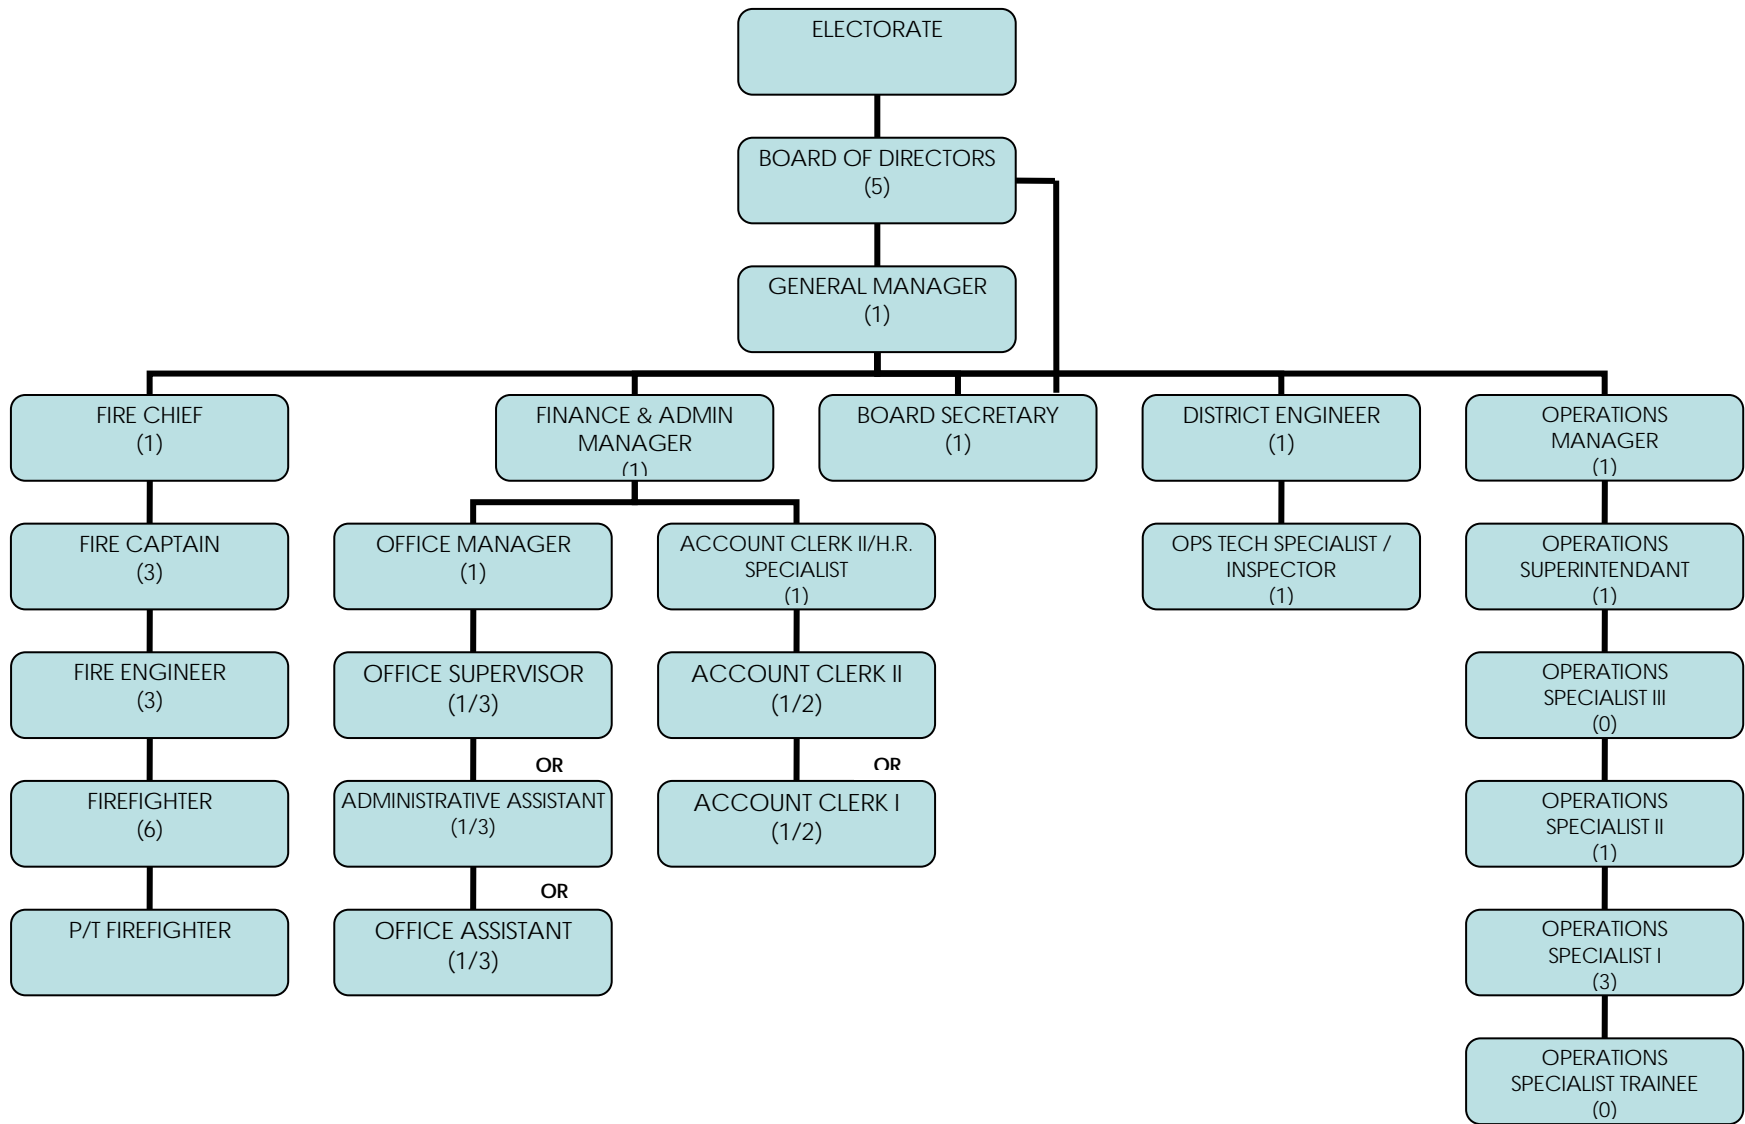 ELECTORATE
BOARD OF DIRECTORS
(5)
GENERAL MANAGER
(1)
FIRE CHIEF
(1)
FINANCE & ADMIN
MANAGER
(1)
BOARD SECRETARY
(1)
DISTRICT ENGINEER
(1)
OPERATIONS
MANAGER
(1)
FIRE CAPTAIN
(3)
OFFICE MANAGER
(1)
ACCOUNT CLERK II/H.R.
SPECIALIST
(1)
OPS TECH SPECIALIST /
INSPECTOR
(1)
OPERATIONS
SUPERINTENDANT
(1)
FIRE ENGINEER
(3)
OFFICE SUPERVISOR
(1/3)
ACCOUNT CLERK II
(1/2)
OPERATIONS
SPECIALIST III
(0)
OR
OR
FIREFIGHTER
(6)
ADMINISTRATIVE ASSISTANT
(1/3)
ACCOUNT CLERK I
(1/2)
OPERATIONS
SPECIALIST II
(1)
OR
P/T FIREFIGHTER
OFFICE ASSISTANT
(1/3)
OPERATIONS
SPECIALIST I
(3)
OPERATIONS
SPECIALIST TRAINEE
(0)